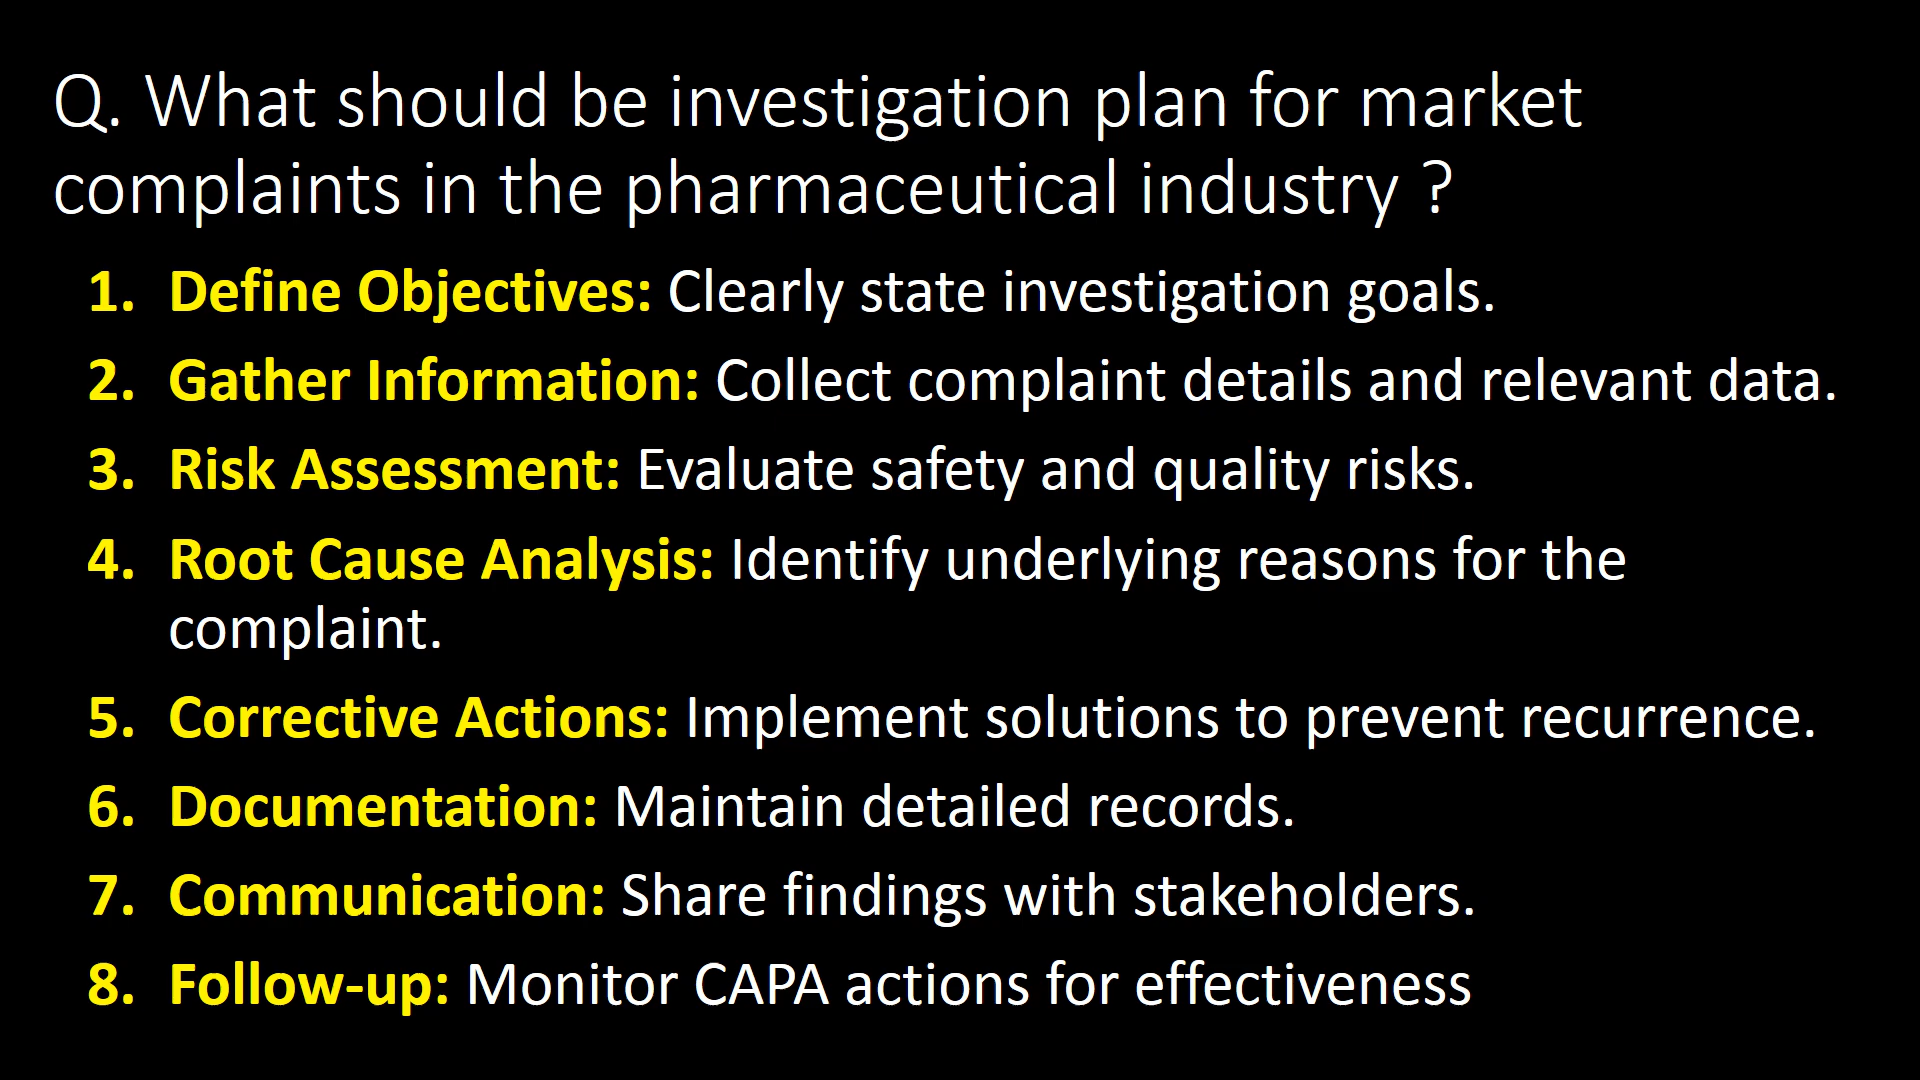 Q. What should be investigation plan for market
complaints in the pharmaceutical industry ?
1. Define Objectives: Clearly state investigation goals.
2. Gather Information: Collect complaint details and relevant data.
3. Risk Assessment: Evaluate safety and quality risks.
4. Root Cause Analysis: Identify underlying reasons for the
complaint.
5. Corrective Actions: Implement solutions to prevent recurrence.
6. Documentation: Maintain detailed records.
7. Communication: Share findings with stakeholders.
8. Follow-up: Monitor CAPA actions for effectiveness